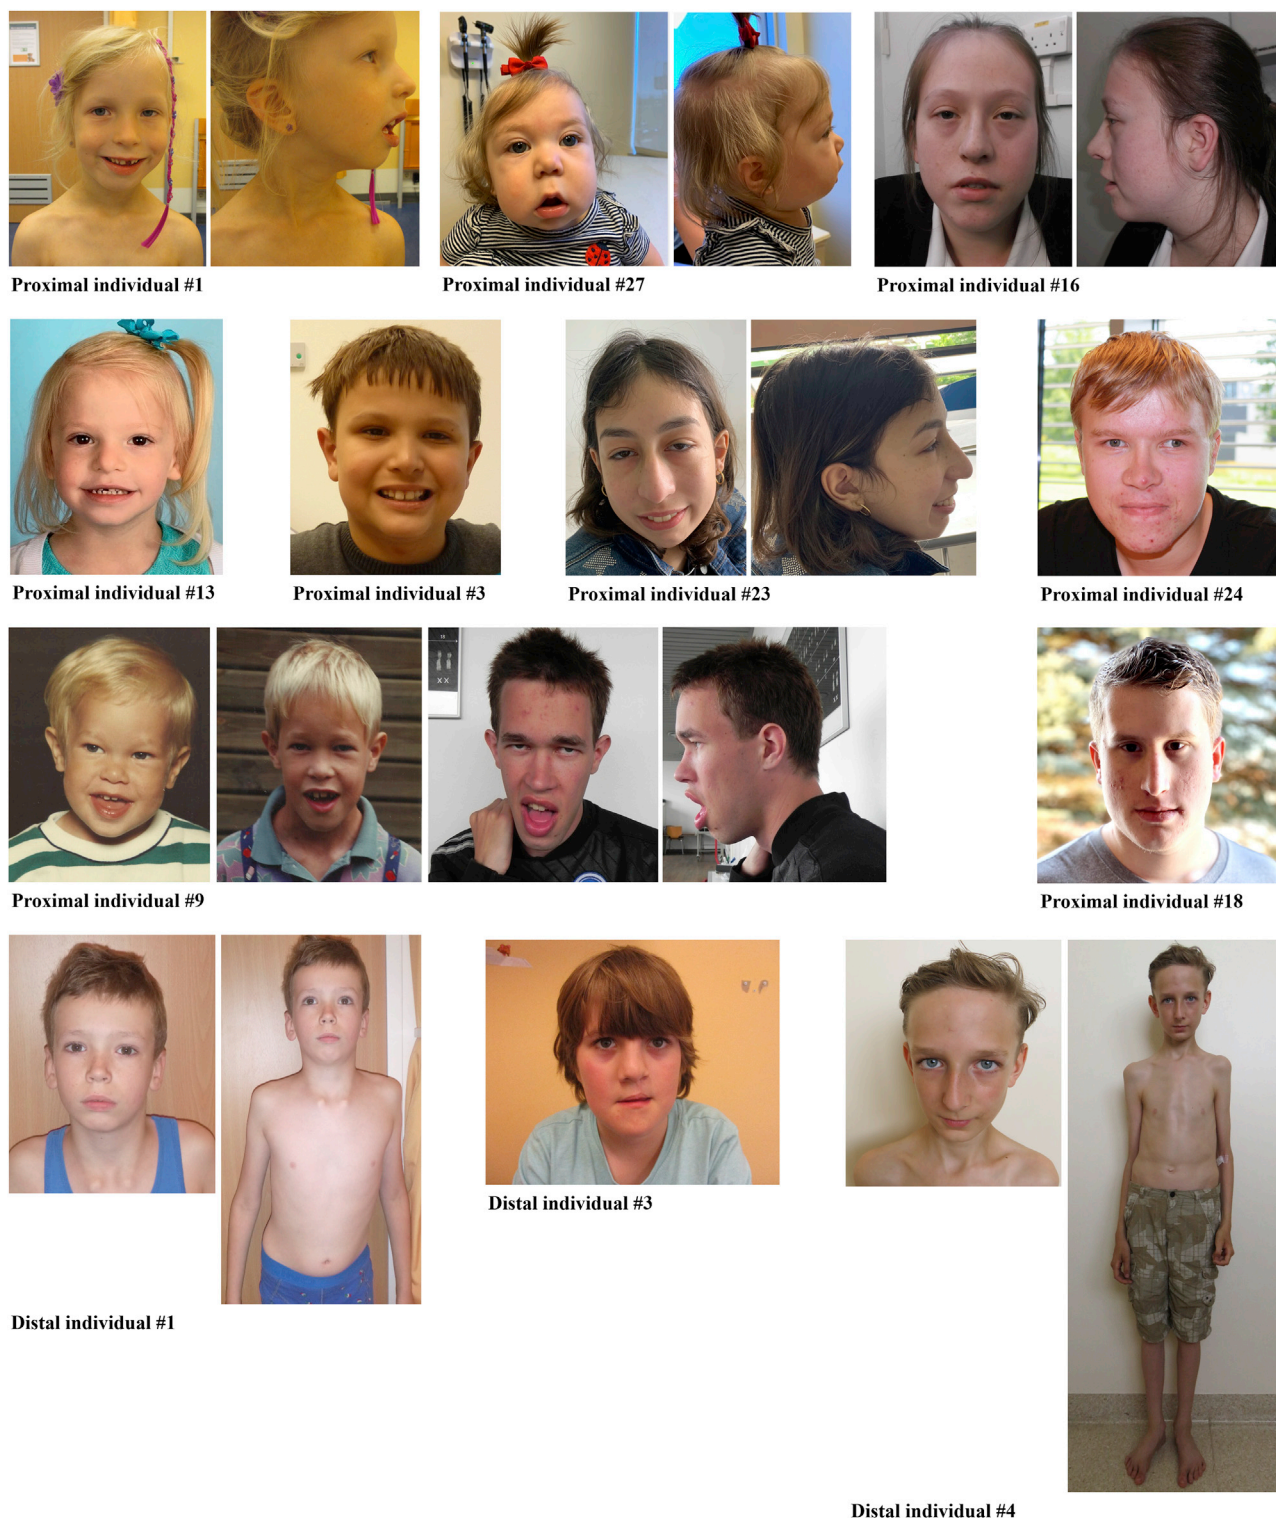 Proximal individual #1
Proximal individual #27
Proximal individual #16
Proximal individual #13
Proximal individual #3
Proximal individual #23
Proximal individual #24
Proximal individual #9
Proximal individual #18
Distal individual #1
Distal individual #3
Distal individual #4